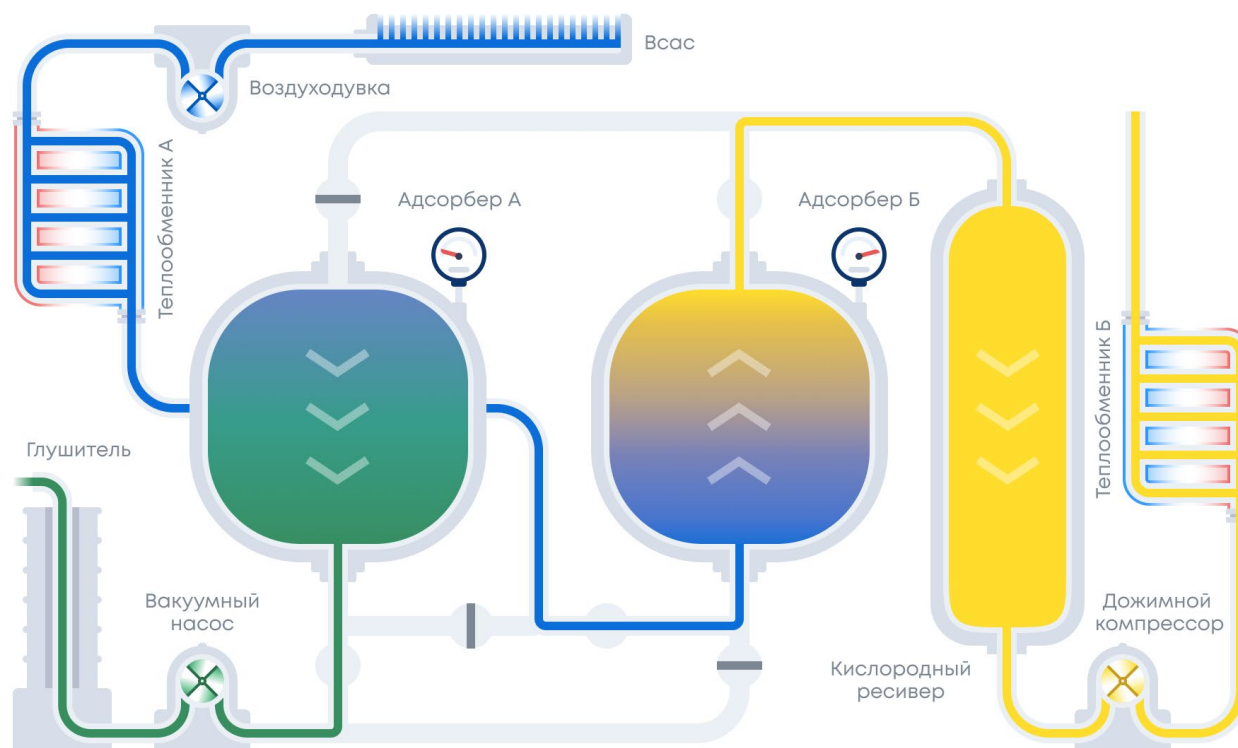 Всас
Воздуходувка
Теплообменник А
Адсорбер А
Адсорбер Б
Теплообменник Б
Глушитель
Вакуумный
насос
Дожимной
компрессор
Кислородный
ресивер